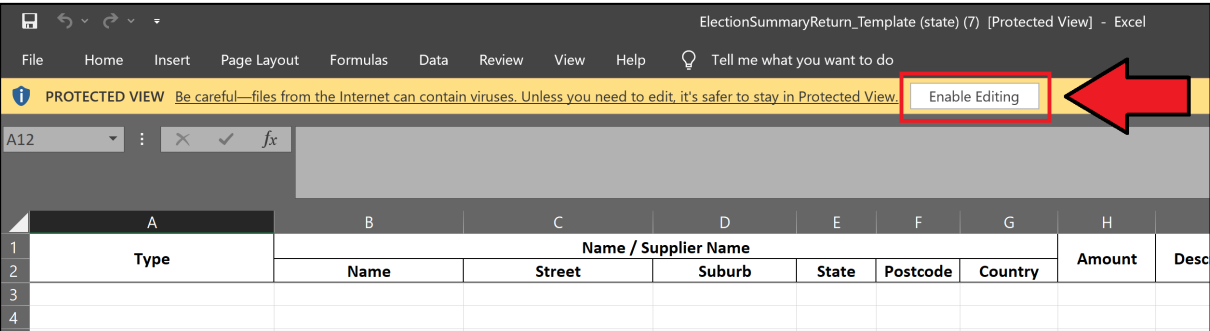 ElectionSummaryReturn_Template (state) (7) [Protected View] - Excel
File Home Insert Page Layout Formulas Data Review View Help Tell me what you want to do
PROTECTED VIEW Be careful—files from the Internet can contain viruses. Unless you need to edit, it's safer to stay in Protected View. Enable Editing
A12 fx
A B C D E F G H
1 Type Name / Supplier Name Amount Desc
2 Name Street Suburb State Postcode Country
3
4